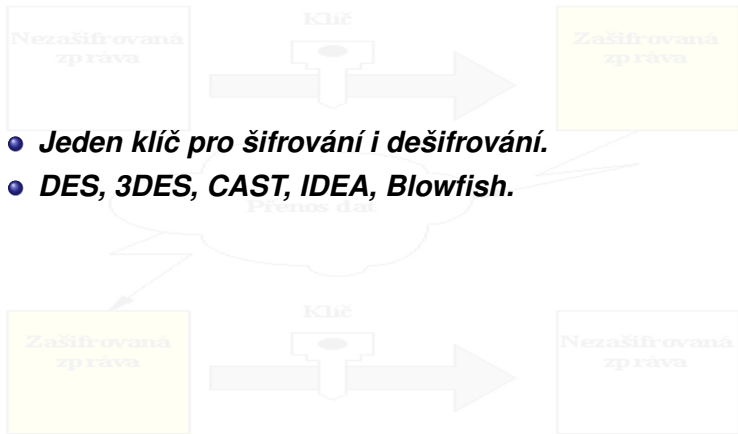 Klíč
Nezašifrovaná
zpráva
Zašifrovaná
zpráva
Jeden klíč pro šifrování i dešifrování.
DES, 3DES, CAST, IDEA, Blowfish.
Přenos dat
Klíč
Zašifrovaná
zpráva
Nezašifrovaná
zpráva